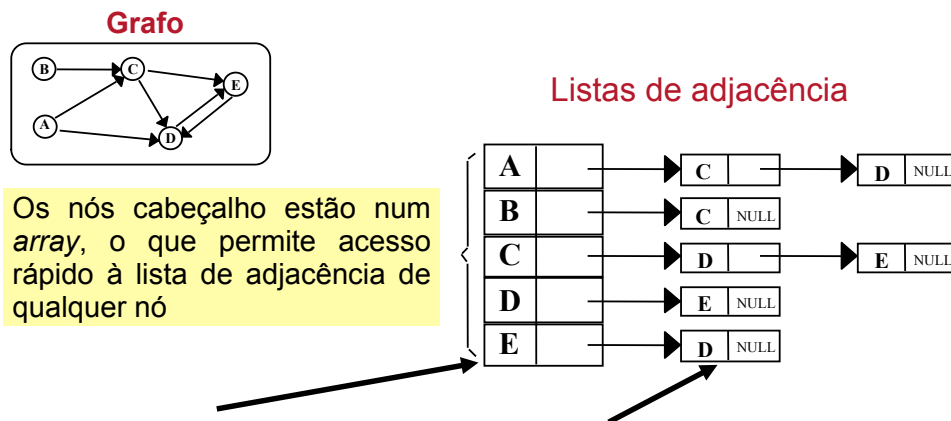 Grafo
B C E
A D
Listas de adjacência
Os nós cabeçalho estão num
array, o que permite acesso
rápido à lista de adjacência de
qualquer nó
A C D NULL
B C NULL
C D E NULL
D E NULL
E D NULL